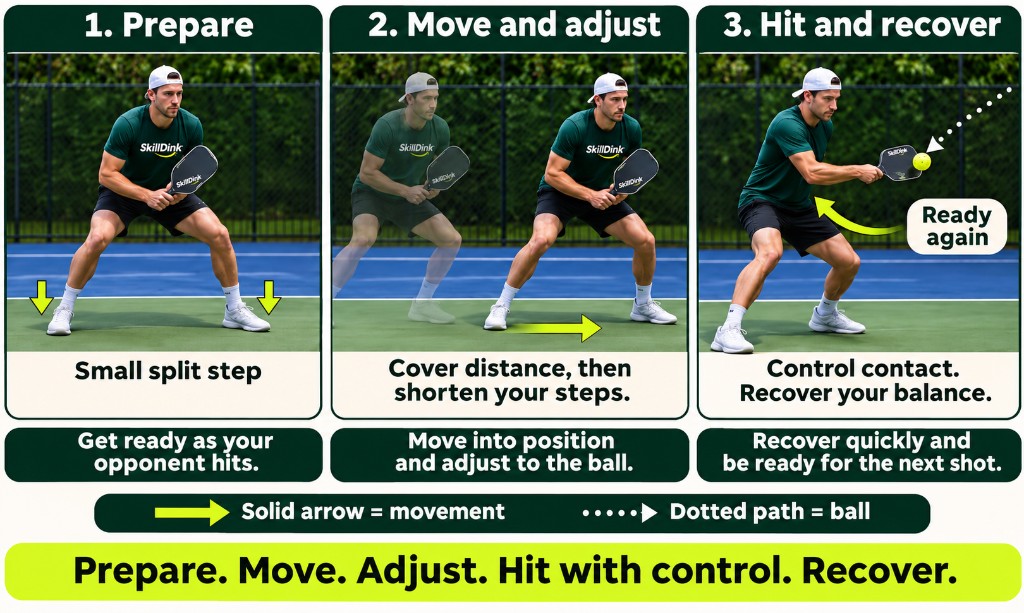 1. Prepare
2. Move and adjust
3. Hit and recover
SkillDink
SkillDink
SkillDink
SkillDink
SkillDink
SkillDink
SkillDink
Ready
again
Small split step
Cover distance, then
shorten your steps.
Control contact.
Recover your balance.
Get ready as your
opponent hits.
Move into position
and adjust to the ball.
Recover quickly and
be ready for the next shot.
Solid arrow = movement
Dotted path = ball
Prepare. Move. Adjust. Hit with control. Recover.